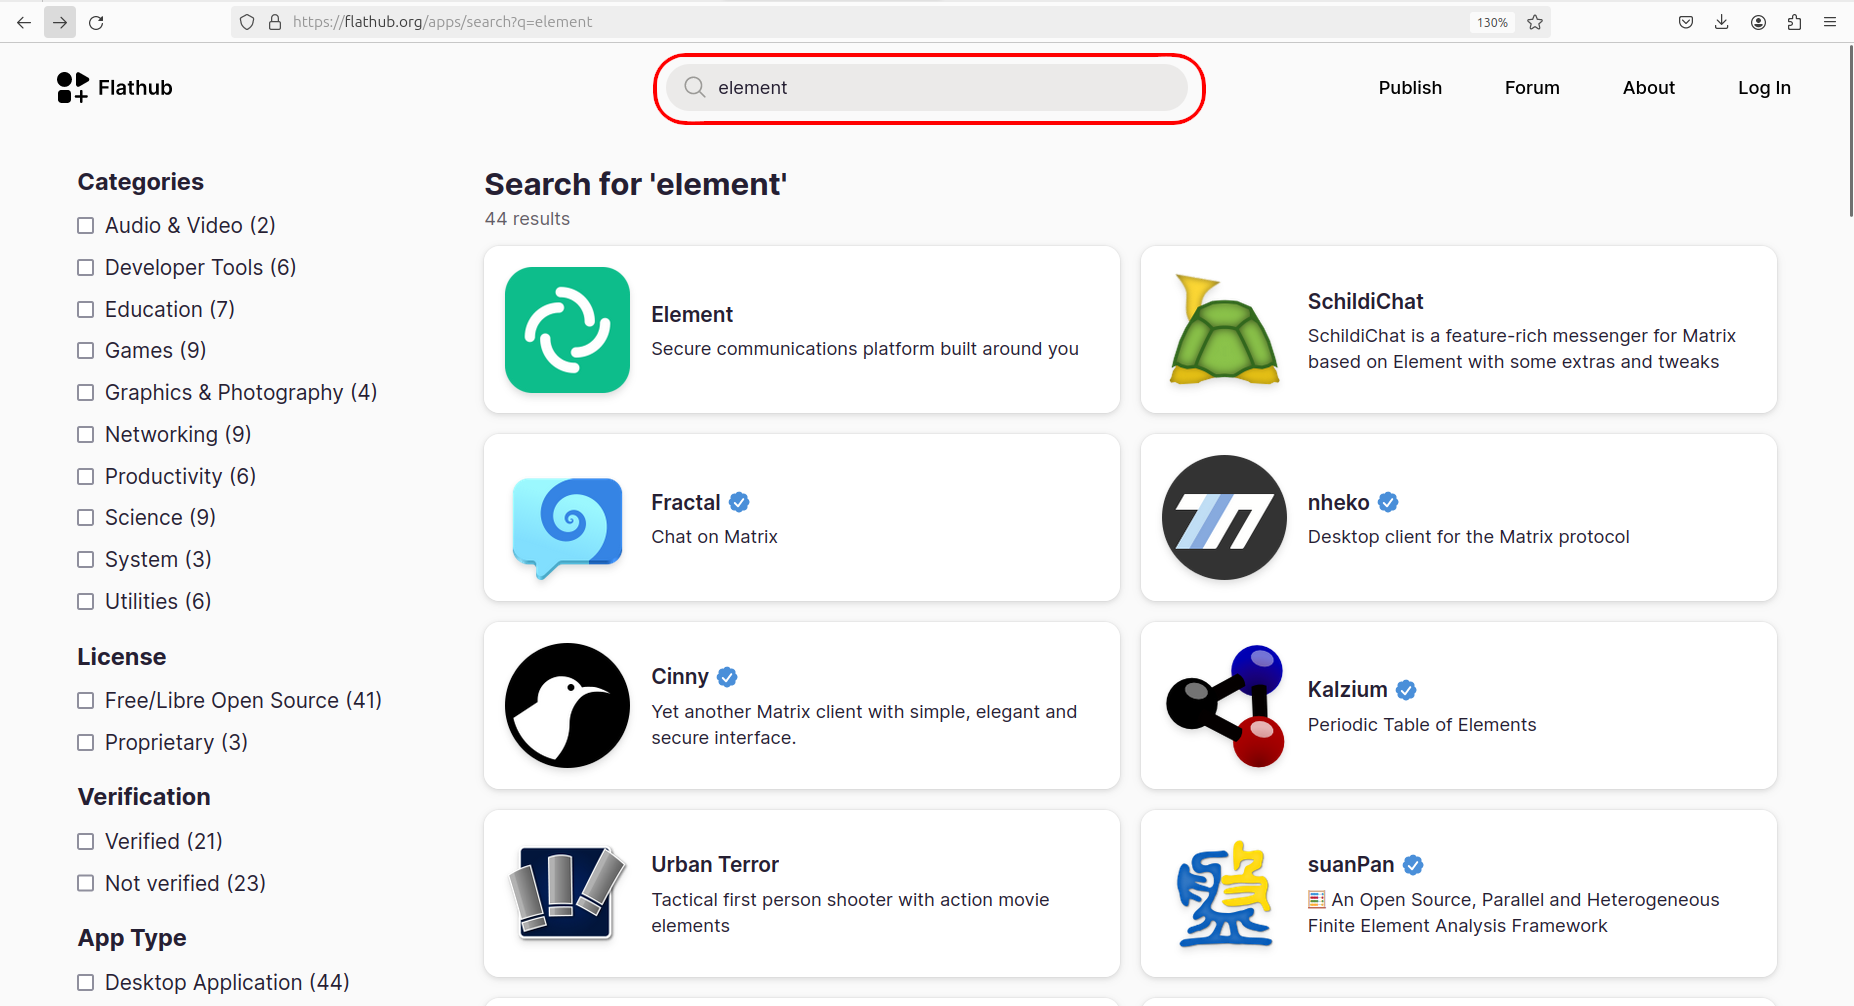 https://flathub.org/apps/search?q=element
130%
Flathub
element
Publish
Forum
About
Log In
Categories
Audio & Video (2)
Developer Tools (6)
Education (7)
Games (9)
Graphics & Photography (4)
Networking (9)
Productivity (6)
Science (9)
System (3)
Utilities (6)
License
Free/Libre Open Source (41)
Proprietary (3)
Verification
Verified (21)
Not verified (23)
App Type
Desktop Application (44)
Search for 'element'
44 results
Element
Secure communications platform built around you
SchildiChat
SchildiChat is a feature-rich messenger for Matrix
based on Element with some extras and tweaks
Fractal
Chat on Matrix
nheko
Desktop client for the Matrix protocol
Cinny
Yet another Matrix client with simple, elegant and
secure interface.
Kalzium
Periodic Table of Elements
Urban Terror
Tactical first person shooter with action movie
elements
suanPan
🧮 An Open Source, Parallel and Heterogeneous
Finite Element Analysis Framework